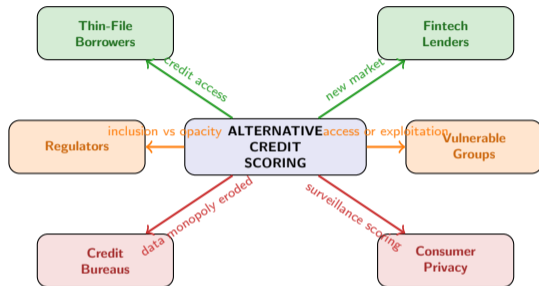 Thin-File
Borrowers
Fintech
Lenders
credit access
new market
Regulators
inclusion vs opacity
ALTERNATIVE
CREDIT
SCORING
access or exploitation
Vulnerable
Groups
data monopoly eroded
surveillance scoring
Credit
Bureaus
Consumer
Privacy